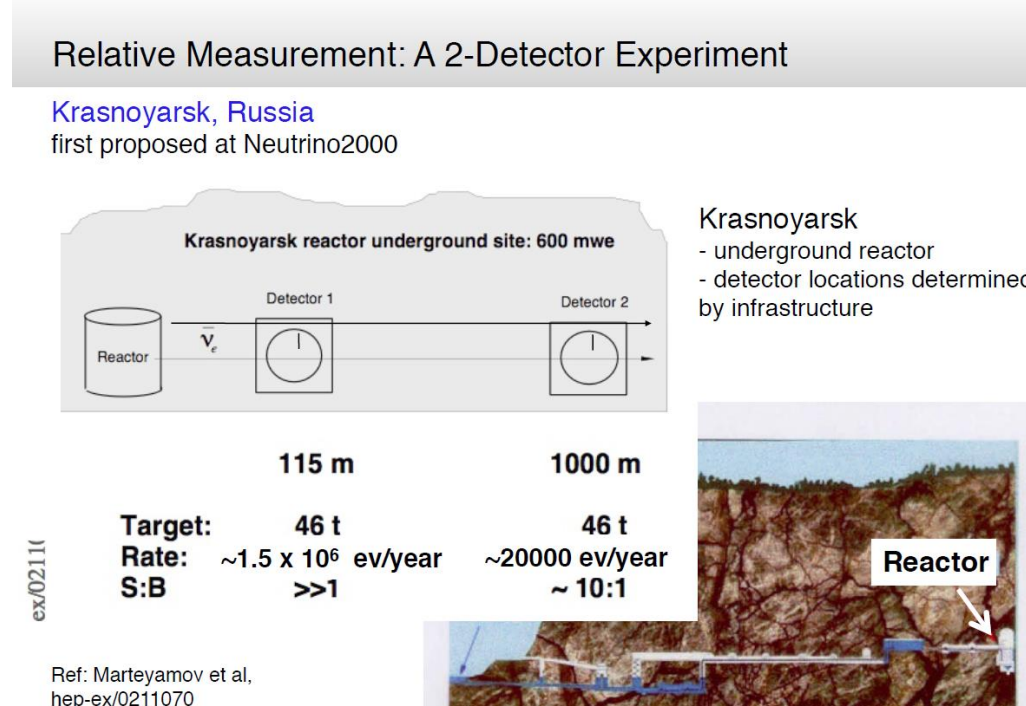 Relative Measurement: A 2-Detector Experiment
Krasnoyarsk, Russia
first proposed at Neutrino2000
Krasnoyarsk reactor underground site: 600 mwe
Detector 1
Detector 2
Reactor
ν̅e
Krasnoyarsk
- underground reactor
- detector locations determined
by infrastructure
115 m 1000 m
Target: 46 t 46 t
Rate: ~1.5 x 10⁶ ev/year ~20000 ev/year
S:B >>1 ~ 10:1
Reactor
ex/0211
Ref: Marteyamov et al,
hep-ex/0211070